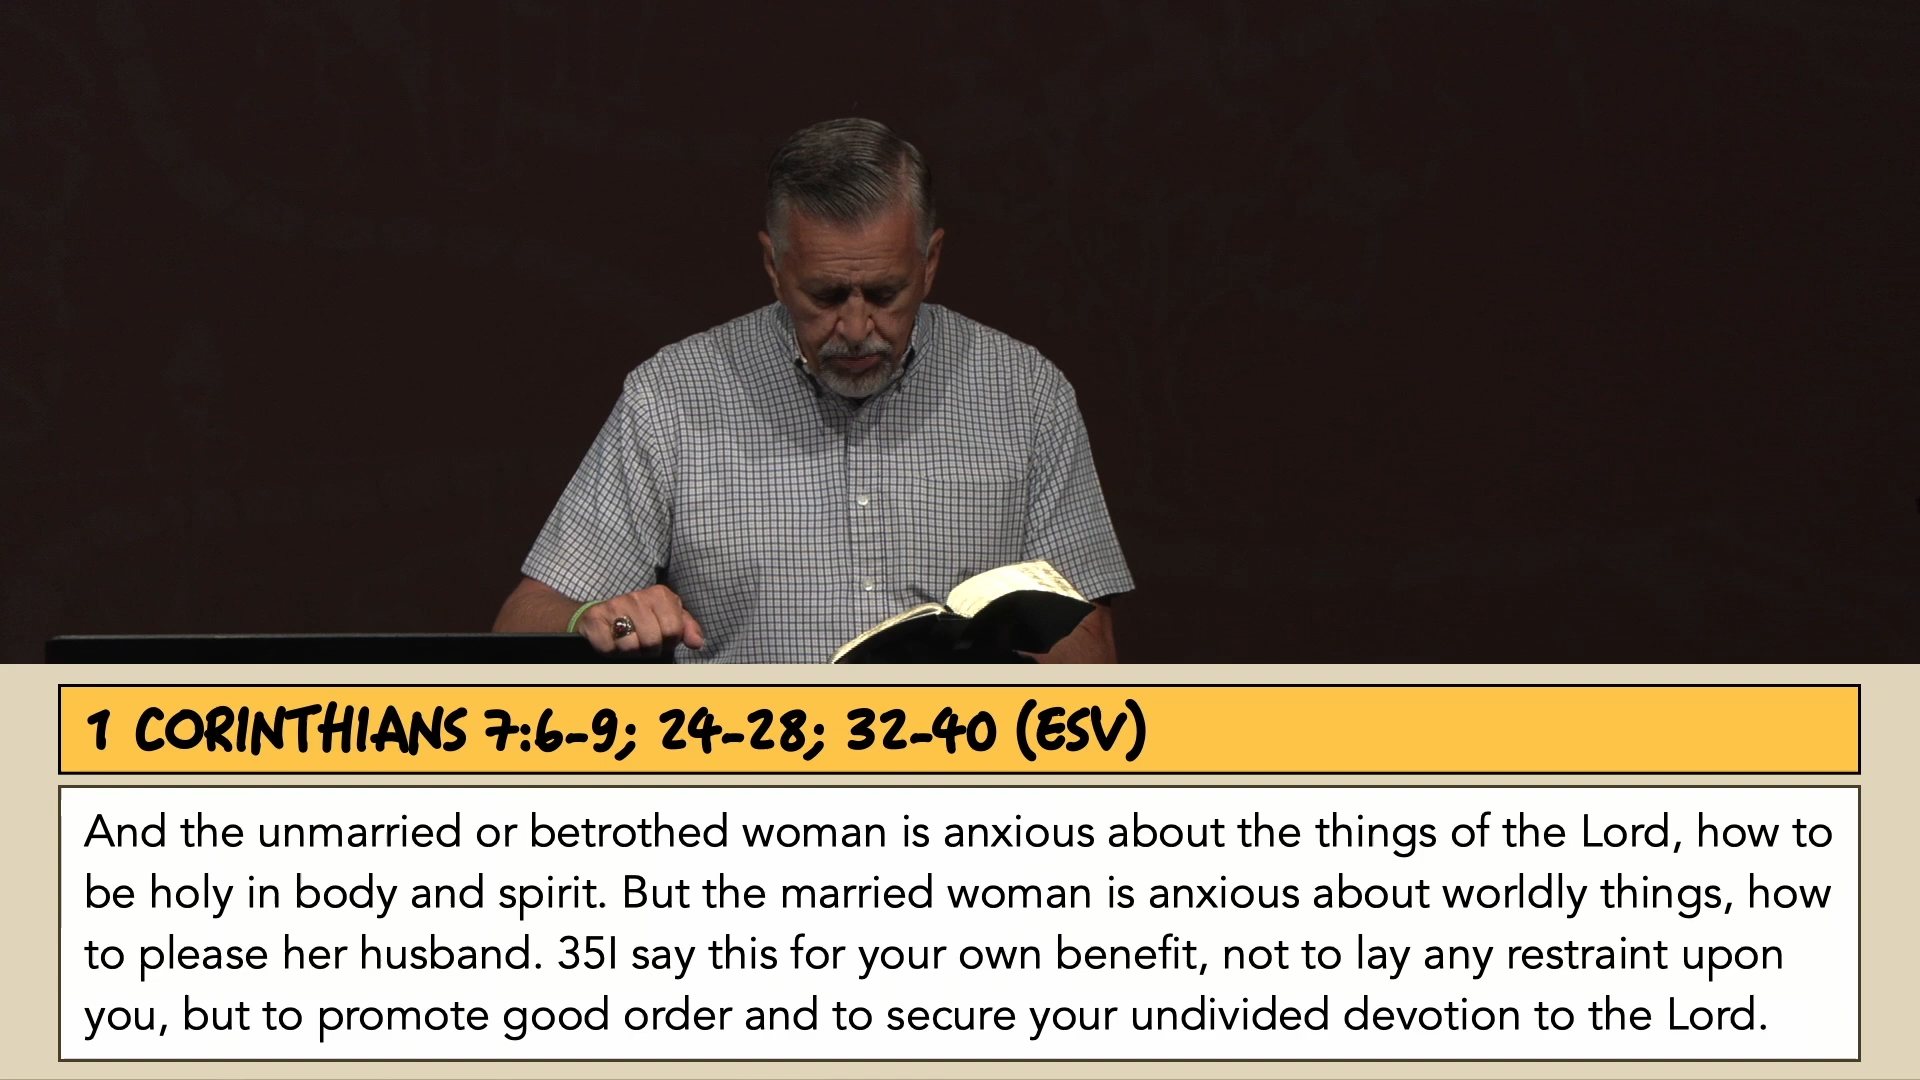 1 CORINTHIANS 7:6-9; 24-28; 32-40 (ESV)
And the unmarried or betrothed woman is anxious about the things of the Lord, how to
be holy in body and spirit. But the married woman is anxious about worldly things, how
to please her husband. 35I say this for your own benefit, not to lay any restraint upon
you, but to promote good order and to secure your undivided devotion to the Lord.